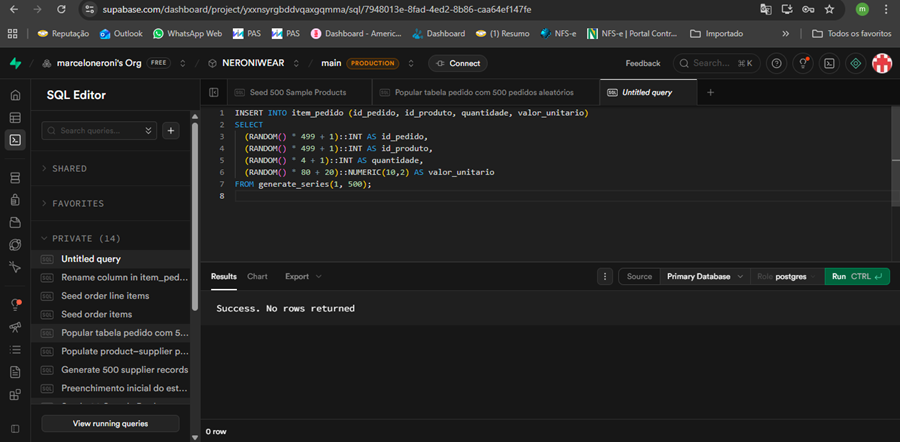 supabase.com/dashboard/project/yxxnsyrgbddvqaxgqmma/sql/7948013e-8fad-4ed2-8b86-caa64ef147fe
m
Reputação Outlook WhatsApp Web PAS PAS (1) Dashboard - Americ... Dashboard (1) Resumo NFS-e NFS-e | Portal Contr... Importado » Todos os favoritos
marceloneroni's Org FREE NERONIWEAR main PRODUCTION Connect Feedback Search... ⌘ K
SQL Editor
Seed 500 Sample Products
Popular tabela pedido com 500 pedidos aleatórios
Untitled query
Search queries...
SHARED
FAVORITES
PRIVATE (14)
Untitled query
Rename column in item_ped...
Seed order line items
Seed order items
Popular tabela pedido com 5...
Populate product–supplier p...
Generate 500 supplier records
Preenchimento inicial do est...
View running queries
1 INSERT INTO item_pedido (id_pedido, id_produto, quantidade, valor_unitario)
2 SELECT
3 (RANDOM() * 499 + 1)::INT AS id_pedido,
4 (RANDOM() * 499 + 1)::INT AS id_produto,
5 (RANDOM() * 4 + 1)::INT AS quantidade,
6 (RANDOM() * 80 + 20)::NUMERIC(10,2) AS valor_unitario
7 FROM generate_series(1, 500);
8
Results Chart Export Source Primary Database Role postgres Run CTRL
Success. No rows returned
0 row